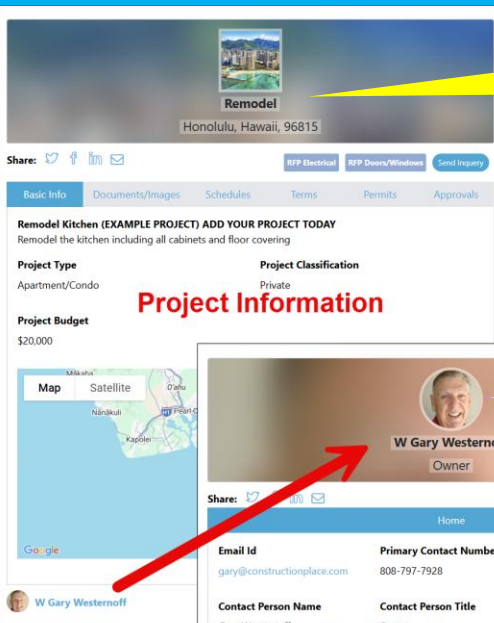 Remodel
Honolulu, Hawaii, 96815
Share:
RFP Electrical RFP Doors/Windows Send Inquery
Basic Info Documents/Images Schedules Terms Permits Approvals
Remodel Kitchen (EXAMPLE PROJECT) ADD YOUR PROJECT TODAY
Remodel the kitchen including all cabinets and floor covering
Project Type Project Classification
Apartment/Condo Private
Project Information
Project Budget
$20,000
Map Satellite O'ahu
Nānākuli H1 Pearl C
Kapolei
Google
W Gary Westernoff
W Gary Westerno
Owner
Share:
Home
Email Id Primary Contact Numbe
gary@constructionplace.com 808-797-7928
Contact Person Name Contact Person Title